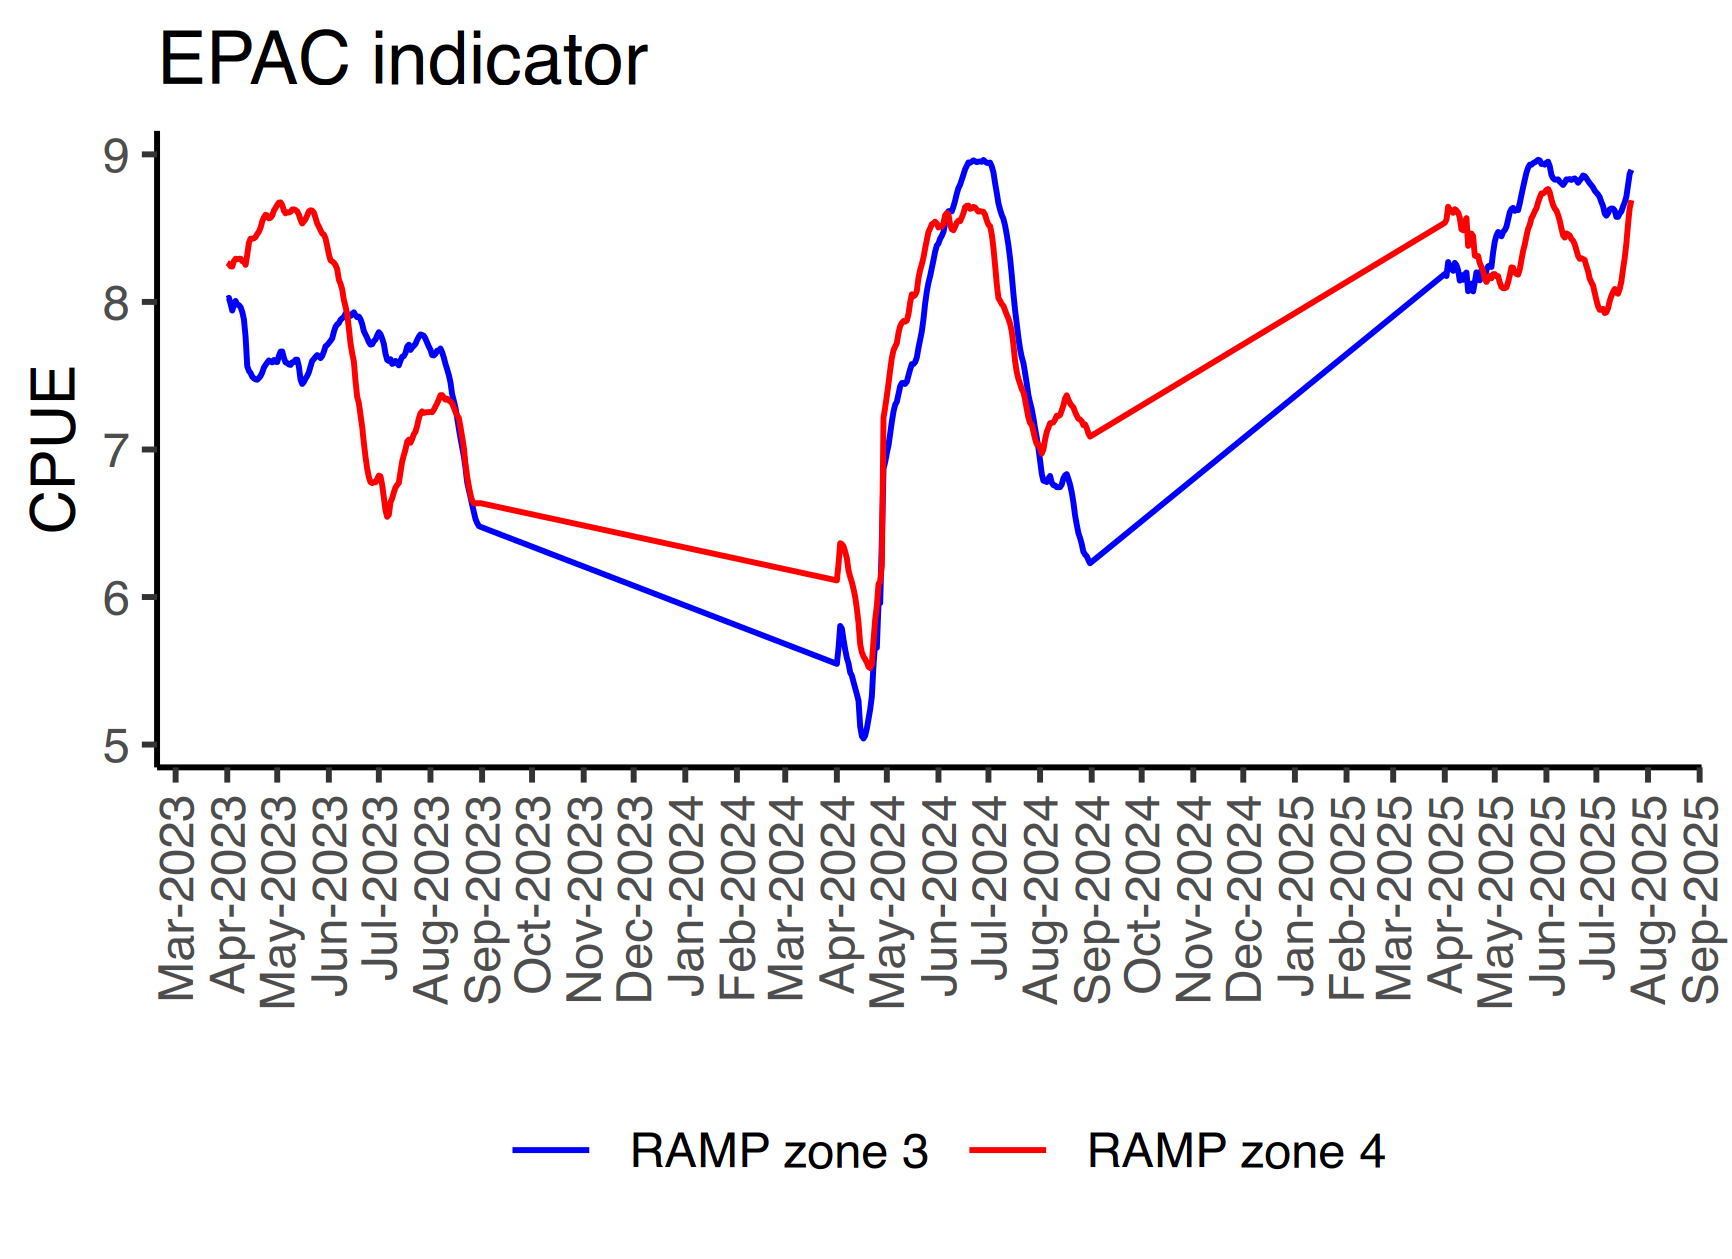 EPAC indicator
CPUE
9
8
7
6
5
Mar-2023
Apr-2023
May-2023
Jun-2023
Jul-2023
Aug-2023
Sep-2023
Oct-2023
Nov-2023
Dec-2023
Jan-2024
Feb-2024
Mar-2024
Apr-2024
May-2024
Jun-2024
Jul-2024
Aug-2024
Sep-2024
Oct-2024
Nov-2024
Dec-2024
Jan-2025
Feb-2025
Mar-2025
Apr-2025
May-2025
Jun-2025
Jul-2025
Aug-2025
Sep-2025
RAMP zone 3 RAMP zone 4